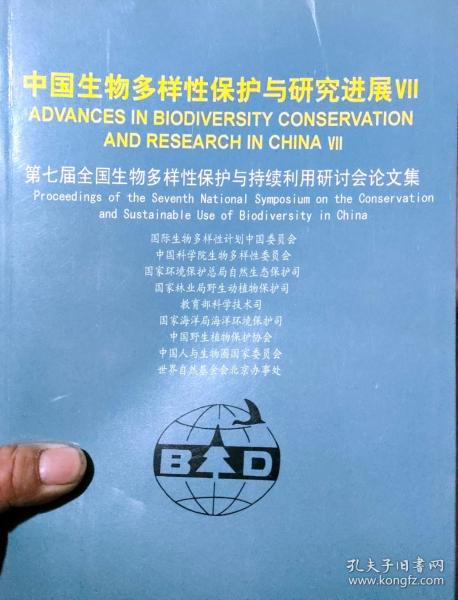 中国生物多样性保护与研究进展VII
ADVANCES IN BIODIVERSITY CONSERVATION
AND RESEARCH IN CHINA VII
第七届全国生物多样性保护与持续利用研讨会论文集
Proceedings of the Seventh National Symposium on the Conservation
and Sustainable Use of Biodiversity in China
国际生物多样性计划中国委员会
中国科学院生物多样性委员会
国家环境保护总局自然生态保护司
国家林业局野生动植物保护司
教育部科学技术司
国家海洋局海洋环境保护司
中国野生植物保护协会
中国人与生物圈国家委员会
世界自然基金会北京办事处
B D
孔夫子旧书网
www.kongfz.com